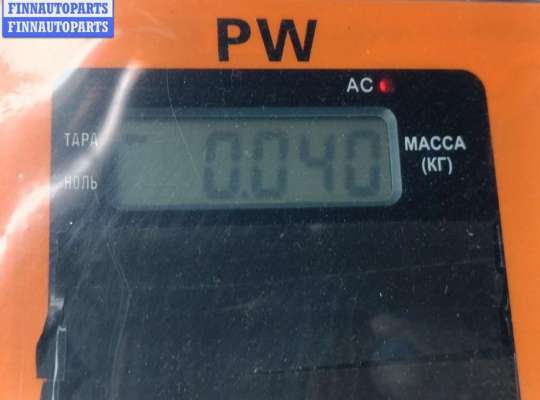 FINNAUTOPARTS
FINNAUTOPARTS
PW
AC
ТАРА
0.040
МАССА
(КГ)
НОЛЬ